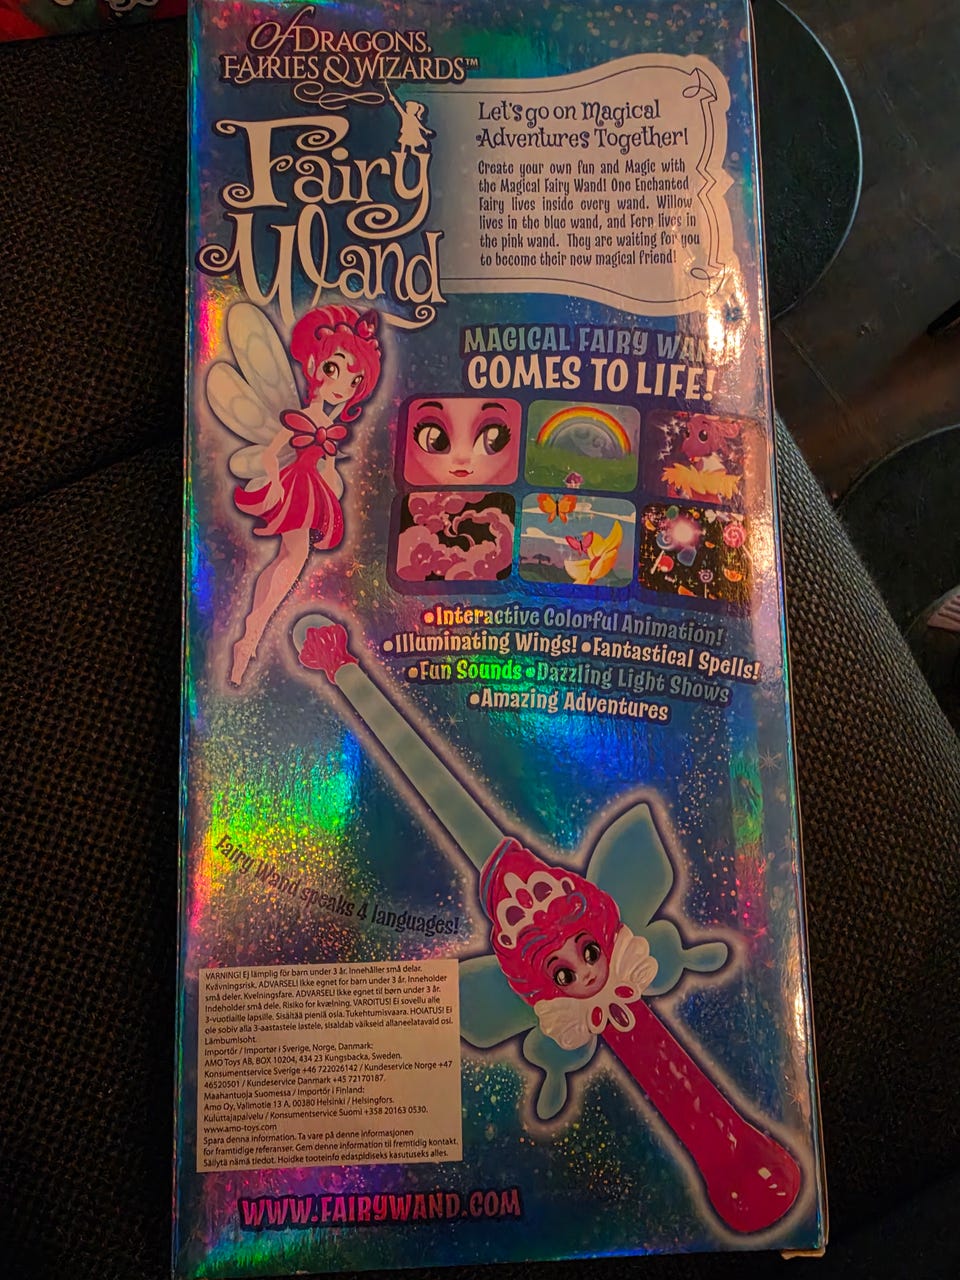 Of DRAGONS,
FAIRIES & WIZARDS™
Fairy
Wand
Let's go on Magical
Adventures Together!
Create your own fun and Magic with
the Magical Fairy Wand! One Enchanted
Fairy lives inside every wand. Willow
lives in the blue wand, and Fern lives in
the pink wand. They are waiting for you
to become their new magical friend!
MAGICAL FAIRY WAND
COMES TO LIFE!
•Interactive Colorful Animation!
•Illuminating Wings! •Fantastical Spells!
•Fun Sounds •Dazzling Light Shows
•Amazing Adventures
Fairy Wand speaks 4 languages!
VARNING! Ej lämplig för barn under 3 år. Innehåller små delar.
Kvävningsrisk. ADVARSEL! Ikke egnet for barn under 3 år. Inneholder
små deler. Kvelningsfare. ADVARSEL! Ikke egnet til børn under 3 år.
Indeholder små dele. Risiko for kvælning. VAROITUS! Ei sovellu alle
3-vuotiaille lapsille. Sisältää pieniä osia. Tukehtumisvaara. HOIATUS! Ei
ole sobiv alla 3-aastastele lastele, sisaldab väikseid allaneelatavaid osi.
Lämbumisoht.
Importör / Importør i Sverige, Norge, Danmark:
AMO Toys AB, BOX 10204, 434 23 Kungsbacka, Sweden.
Konsumentservice Sverige +46 722026142 / Kundeservice Norge +47
46520501 / Kundeservice Danmark +45 72170187.
Maahantuoja Suomessa / Importör i Finland:
Amo Oy, Valimotie 13 A, 00380 Helsinki / Helsingfors.
Kuluttajapalvelu / Konsumentservice Suomi +358 20163 0530.
www.amo-toys.com
Spara denna information. Ta vare på denne informasjonen
for framtidige referanser. Gem denne information til fremtidig kontakt.
Säilytä nämä tiedot. Hoidke tooteinfo edaspidiseks kasutuseks alles.
WWW.FAIRYWAND.COM